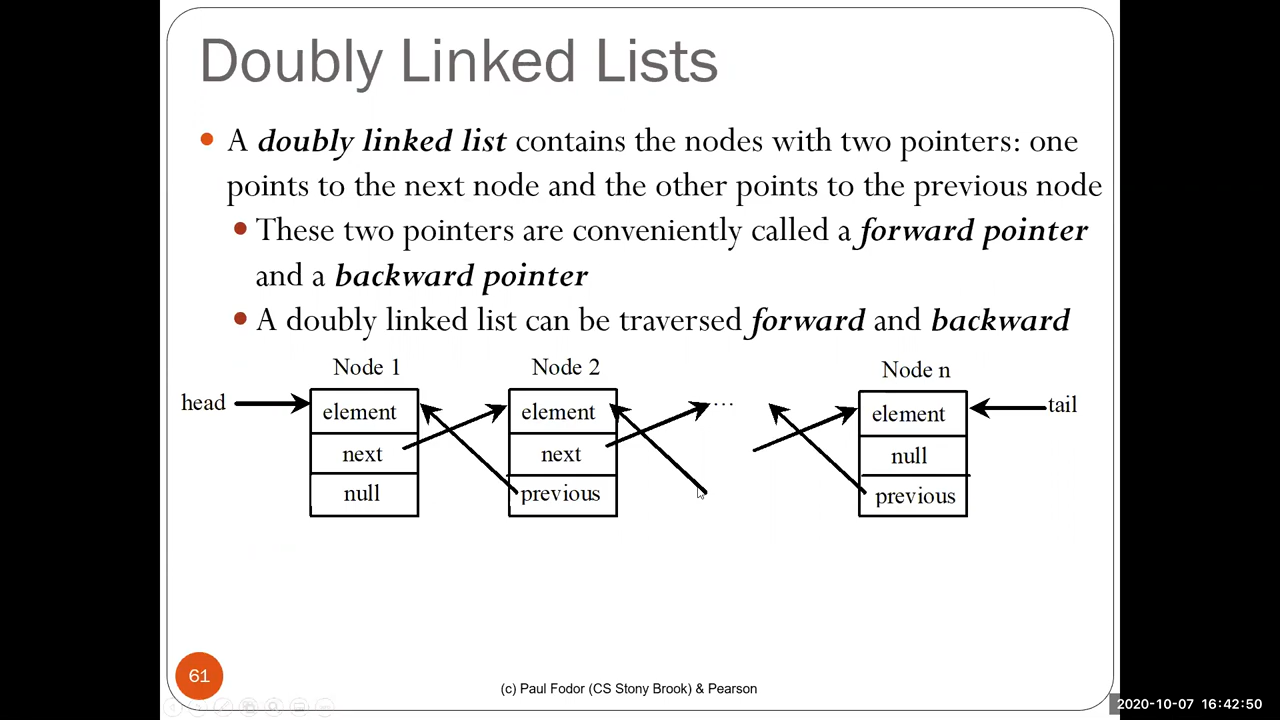 Doubly Linked Lists
• A doubly linked list contains the nodes with two pointers: one
points to the next node and the other points to the previous node
• These two pointers are conveniently called a forward pointer
and a backward pointer
• A doubly linked list can be traversed forward and backward
Node 1 Node 2 Node n
head element element ···· element tail
next next null
null previous previous
61
(c) Paul Fodor (CS Stony Brook) & Pearson
2020-10-07 16:42:50